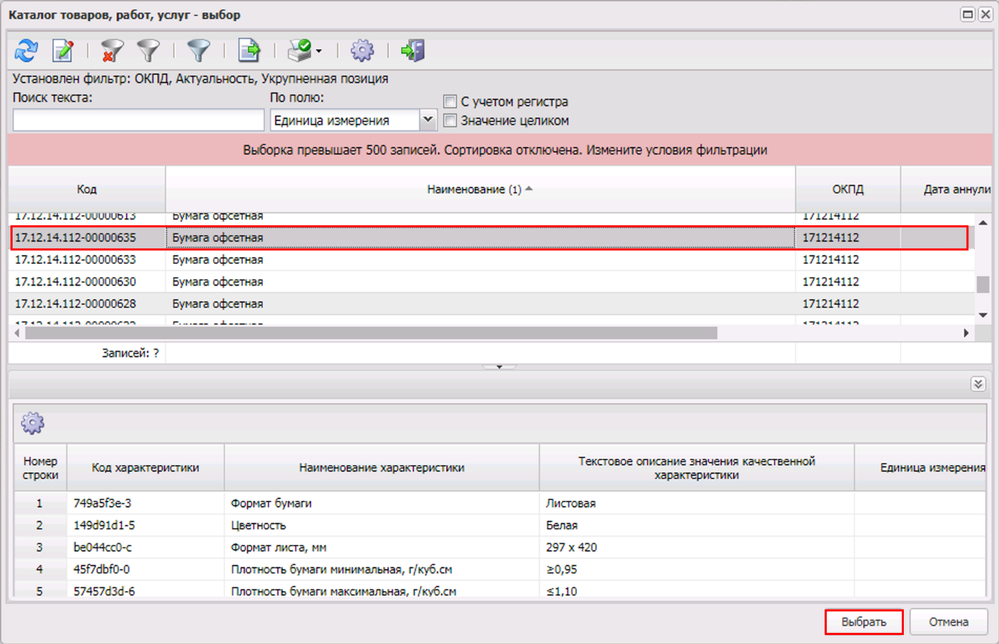 Каталог товаров, работ, услуг - выбор
Установлен фильтр: ОКПД, Актуальность, Укрупненная позиция
Поиск текста:
По полю:
Единица измерения
С учетом регистра
Значение целиком
Выборка превышает 500 записей. Сортировка отключена. Измените условия фильтрации
Код Наименование (1) ОКПД Дата аннули
17.12.14.112-00000613 Бумага офсетная 171214112
17.12.14.112-00000635 Бумага офсетная 171214112
17.12.14.112-00000633 Бумага офсетная 171214112
17.12.14.112-00000630 Бумага офсетная 171214112
17.12.14.112-00000628 Бумага офсетная 171214112
Записей: ?
Номер строки Код характеристики Наименование характеристики Текстовое описание значения качественной характеристики Единица измерения
1 749a5f3e-3 Формат бумаги Листовая
2 149d91d1-5 Цветность Белая
3 be044cc0-c Формат листа, мм 297 x 420
4 45f7dbf0-0 Плотность бумаги минимальная, г/куб.см ≥0,95
5 57457d3d-6 Плотность бумаги максимальная, г/куб.см ≤1,10
Выбрать
Отмена